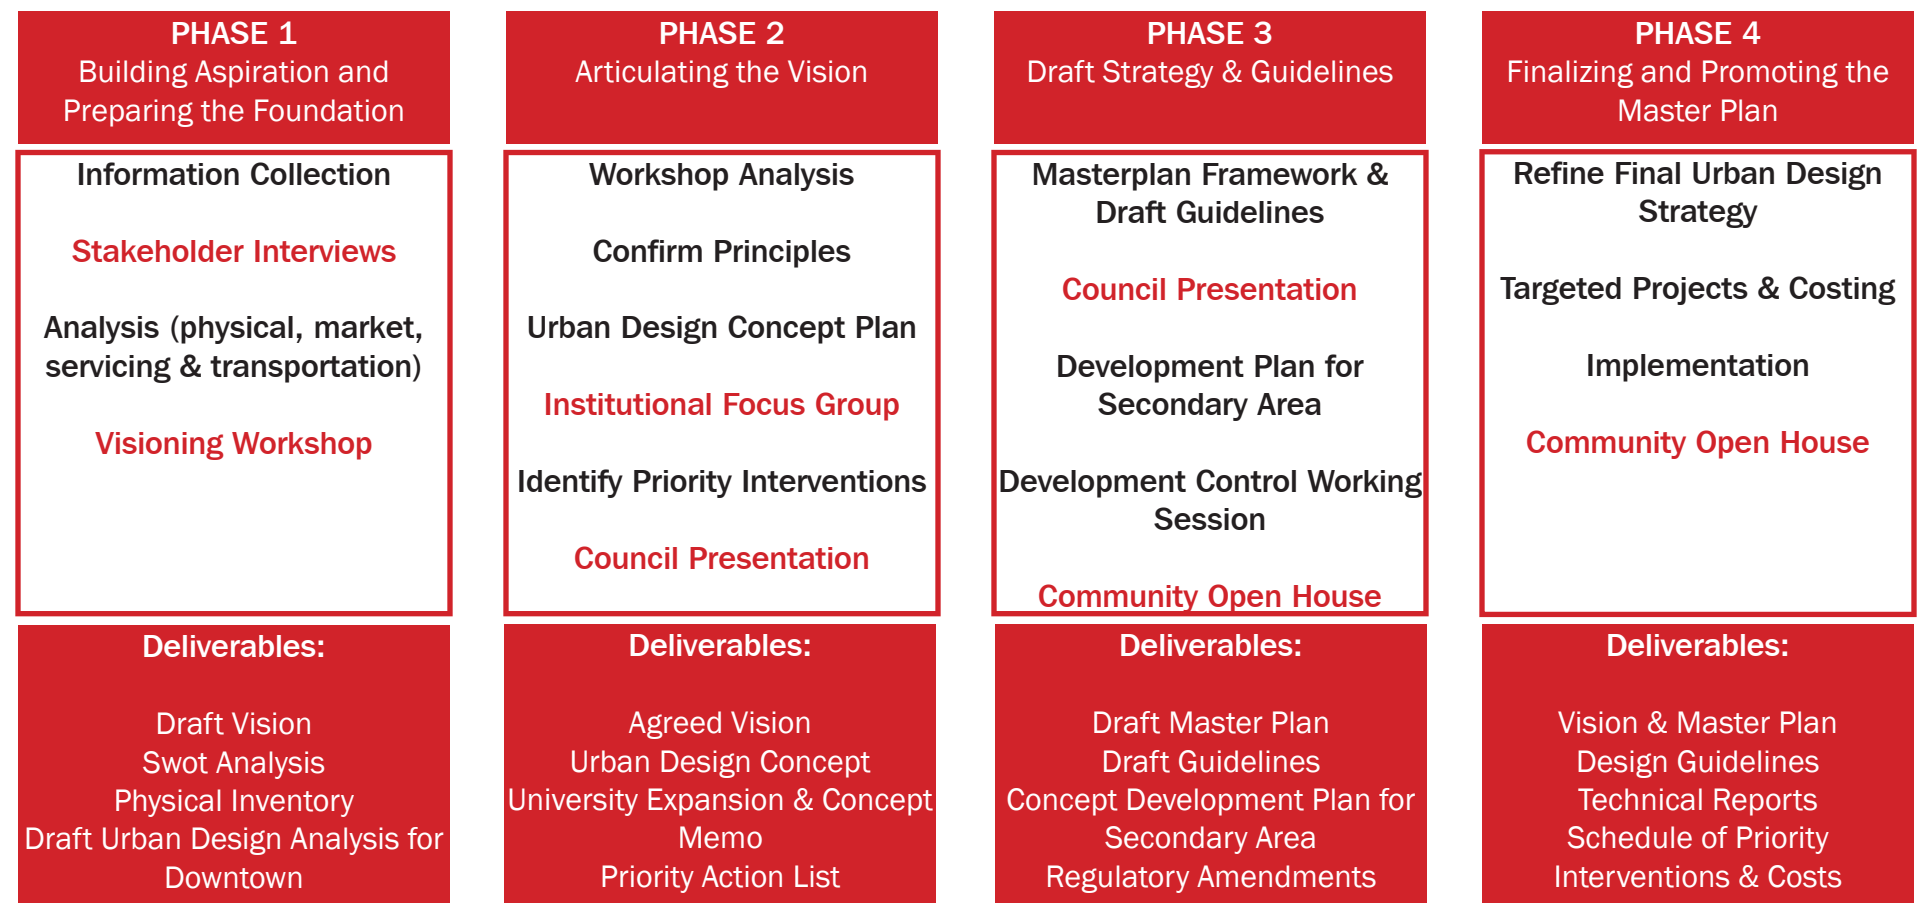 PHASE 1
Building Aspiration and
Preparing the Foundation
Information Collection
Stakeholder Interviews
Analysis (physical, market,
servicing & transportation)
Visioning Workshop
Deliverables:
Draft Vision
Swot Analysis
Physical Inventory
Draft Urban Design Analysis for
Downtown
PHASE 2
Articulating the Vision
Workshop Analysis
Confirm Principles
Urban Design Concept Plan
Institutional Focus Group
Identify Priority Interventions
Council Presentation
Deliverables:
Agreed Vision
Urban Design Concept
University Expansion & Concept
Memo
Priority Action List
PHASE 3
Draft Strategy & Guidelines
Masterplan Framework &
Draft Guidelines
Council Presentation
Development Plan for
Secondary Area
Development Control Working
Session
Community Open House
Deliverables:
Draft Master Plan
Draft Guidelines
Concept Development Plan for
Secondary Area
Regulatory Amendments
PHASE 4
Finalizing and Promoting the
Master Plan
Refine Final Urban Design
Strategy
Targeted Projects & Costing
Implementation
Community Open House
Deliverables:
Vision & Master Plan
Design Guidelines
Technical Reports
Schedule of Priority
Interventions & Costs